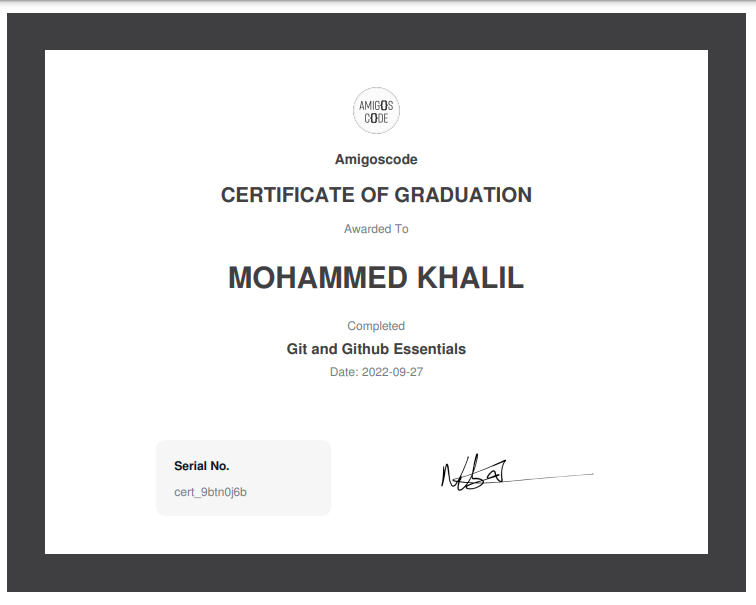 AMIGOS
CODE
Amigoscode
CERTIFICATE OF GRADUATION
Awarded To
MOHAMMED KHALIL
Completed
Git and Github Essentials
Date: 2022-09-27
Serial No.
cert_9btn0j6b